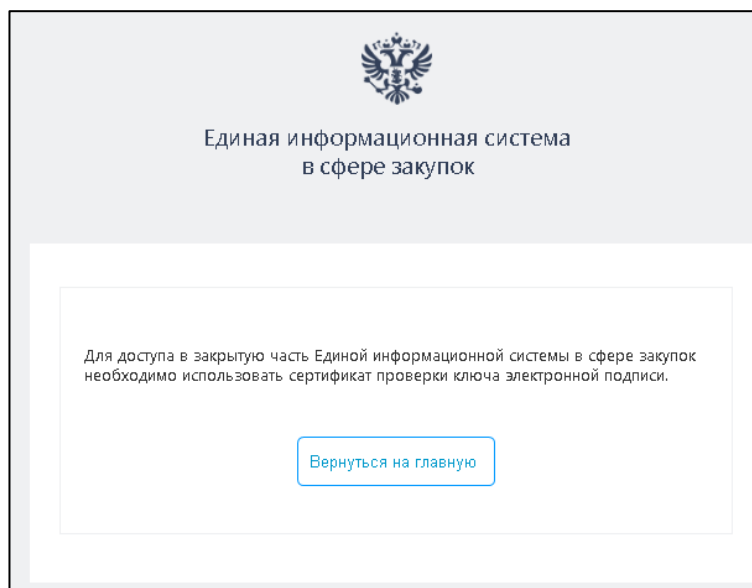 Единая информационная система
в сфере закупок
Для доступа в закрытую часть Единой информационной системы в сфере закупок
необходимо использовать сертификат проверки ключа электронной подписи.
Вернуться на главную